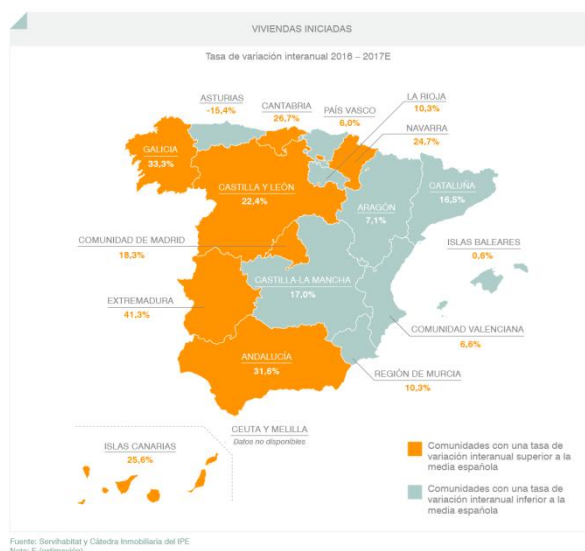 VIVIENDAS INICIADAS
Tasa de variación interanual 2016 – 2017E
ASTURIAS
-15,4%
CANTABRIA
26,7%
PAÍS VASCO
6,0%
LA RIOJA
10,3%
NAVARRA
24,7%
GALICIA
33,3%
CASTILLA Y LEÓN
22,4%
CATALUÑA
16,5%
ARAGÓN
7,1%
COMUNIDAD DE MADRID
18,3%
ISLAS BALEARES
0,6%
CASTILLA-LA MANCHA
17,0%
EXTREMADURA
41,3%
COMUNIDAD VALENCIANA
6,6%
ANDALUCÍA
31,6%
REGIÓN DE MURCIA
10,3%
CEUTA Y MELILLA
Datos no disponibles
ISLAS CANARIAS
25,6%
Comunidades con una tasa de
variación interanual superior a la
media española
Comunidades con una tasa de
variación interanual inferior a la
media española
Fuente: Servihabitat y Cátedra Inmobiliaria del IPE
Nota: E (estimación)